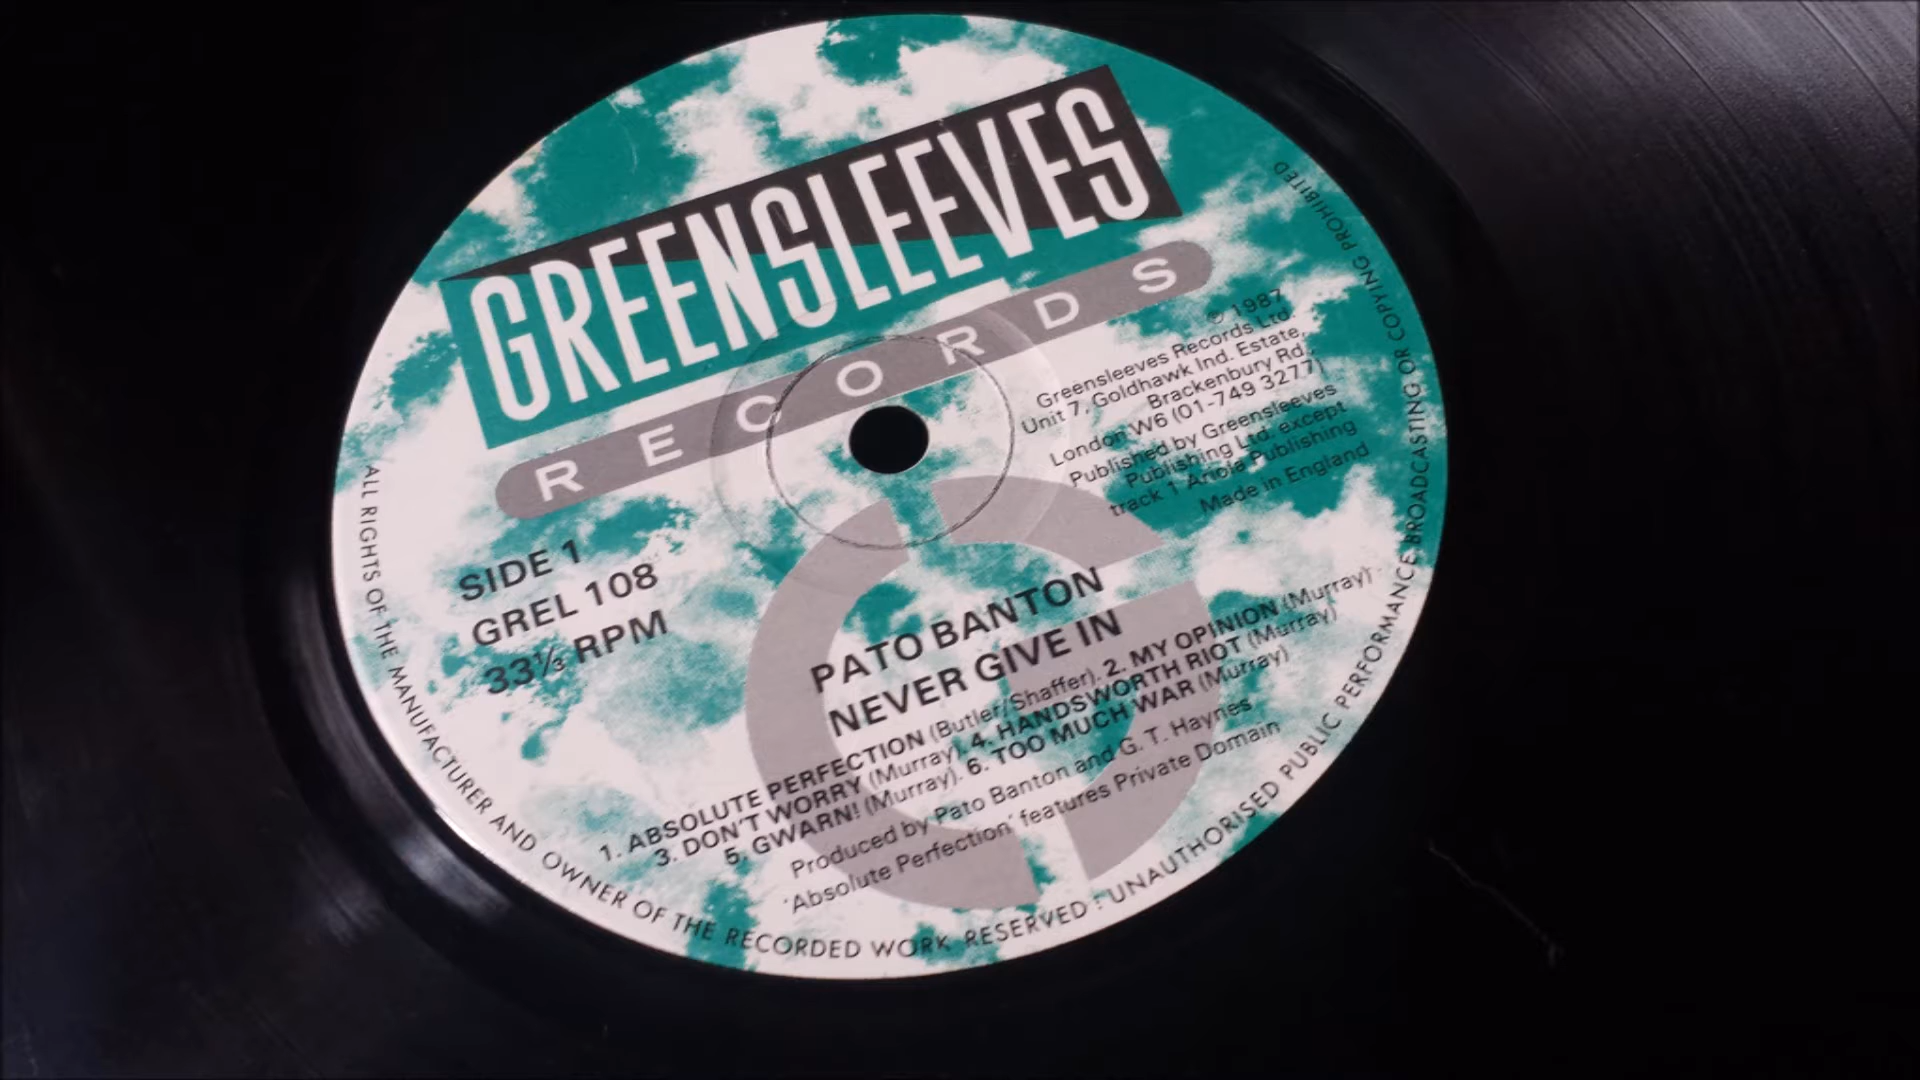 GREENSLEEVES
RECORDS
℗ 1987
Greensleeves Records Ltd.
Unit 7, Goldhawk Ind. Estate,
Brackenbury Rd.,
London W6 (01-749 3277)
Published by Greensleeves
Publishing Ltd. except
track 1 Ariola Publishing
Made in England
SIDE 1
GREL 108
33⅓ RPM
PATO BANTON
NEVER GIVE IN
1. ABSOLUTE PERFECTION (Butler/Shaffer). 2. MY OPINION (Murray)
3. DON'T WORRY (Murray). 4. HANDSWORTH RIOT (Murray)
5. GWARN! (Murray). 6. TOO MUCH WAR (Murray)
Produced by Pato Banton and G. T. Haynes
'Absolute Perfection' features Private Domain
ALL RIGHTS OF THE MANUFACTURER AND OWNER OF THE RECORDED WORK RESERVED : UNAUTHORISED PUBLIC PERFORMANCE BROADCASTING OR COPYING PROHIBITED